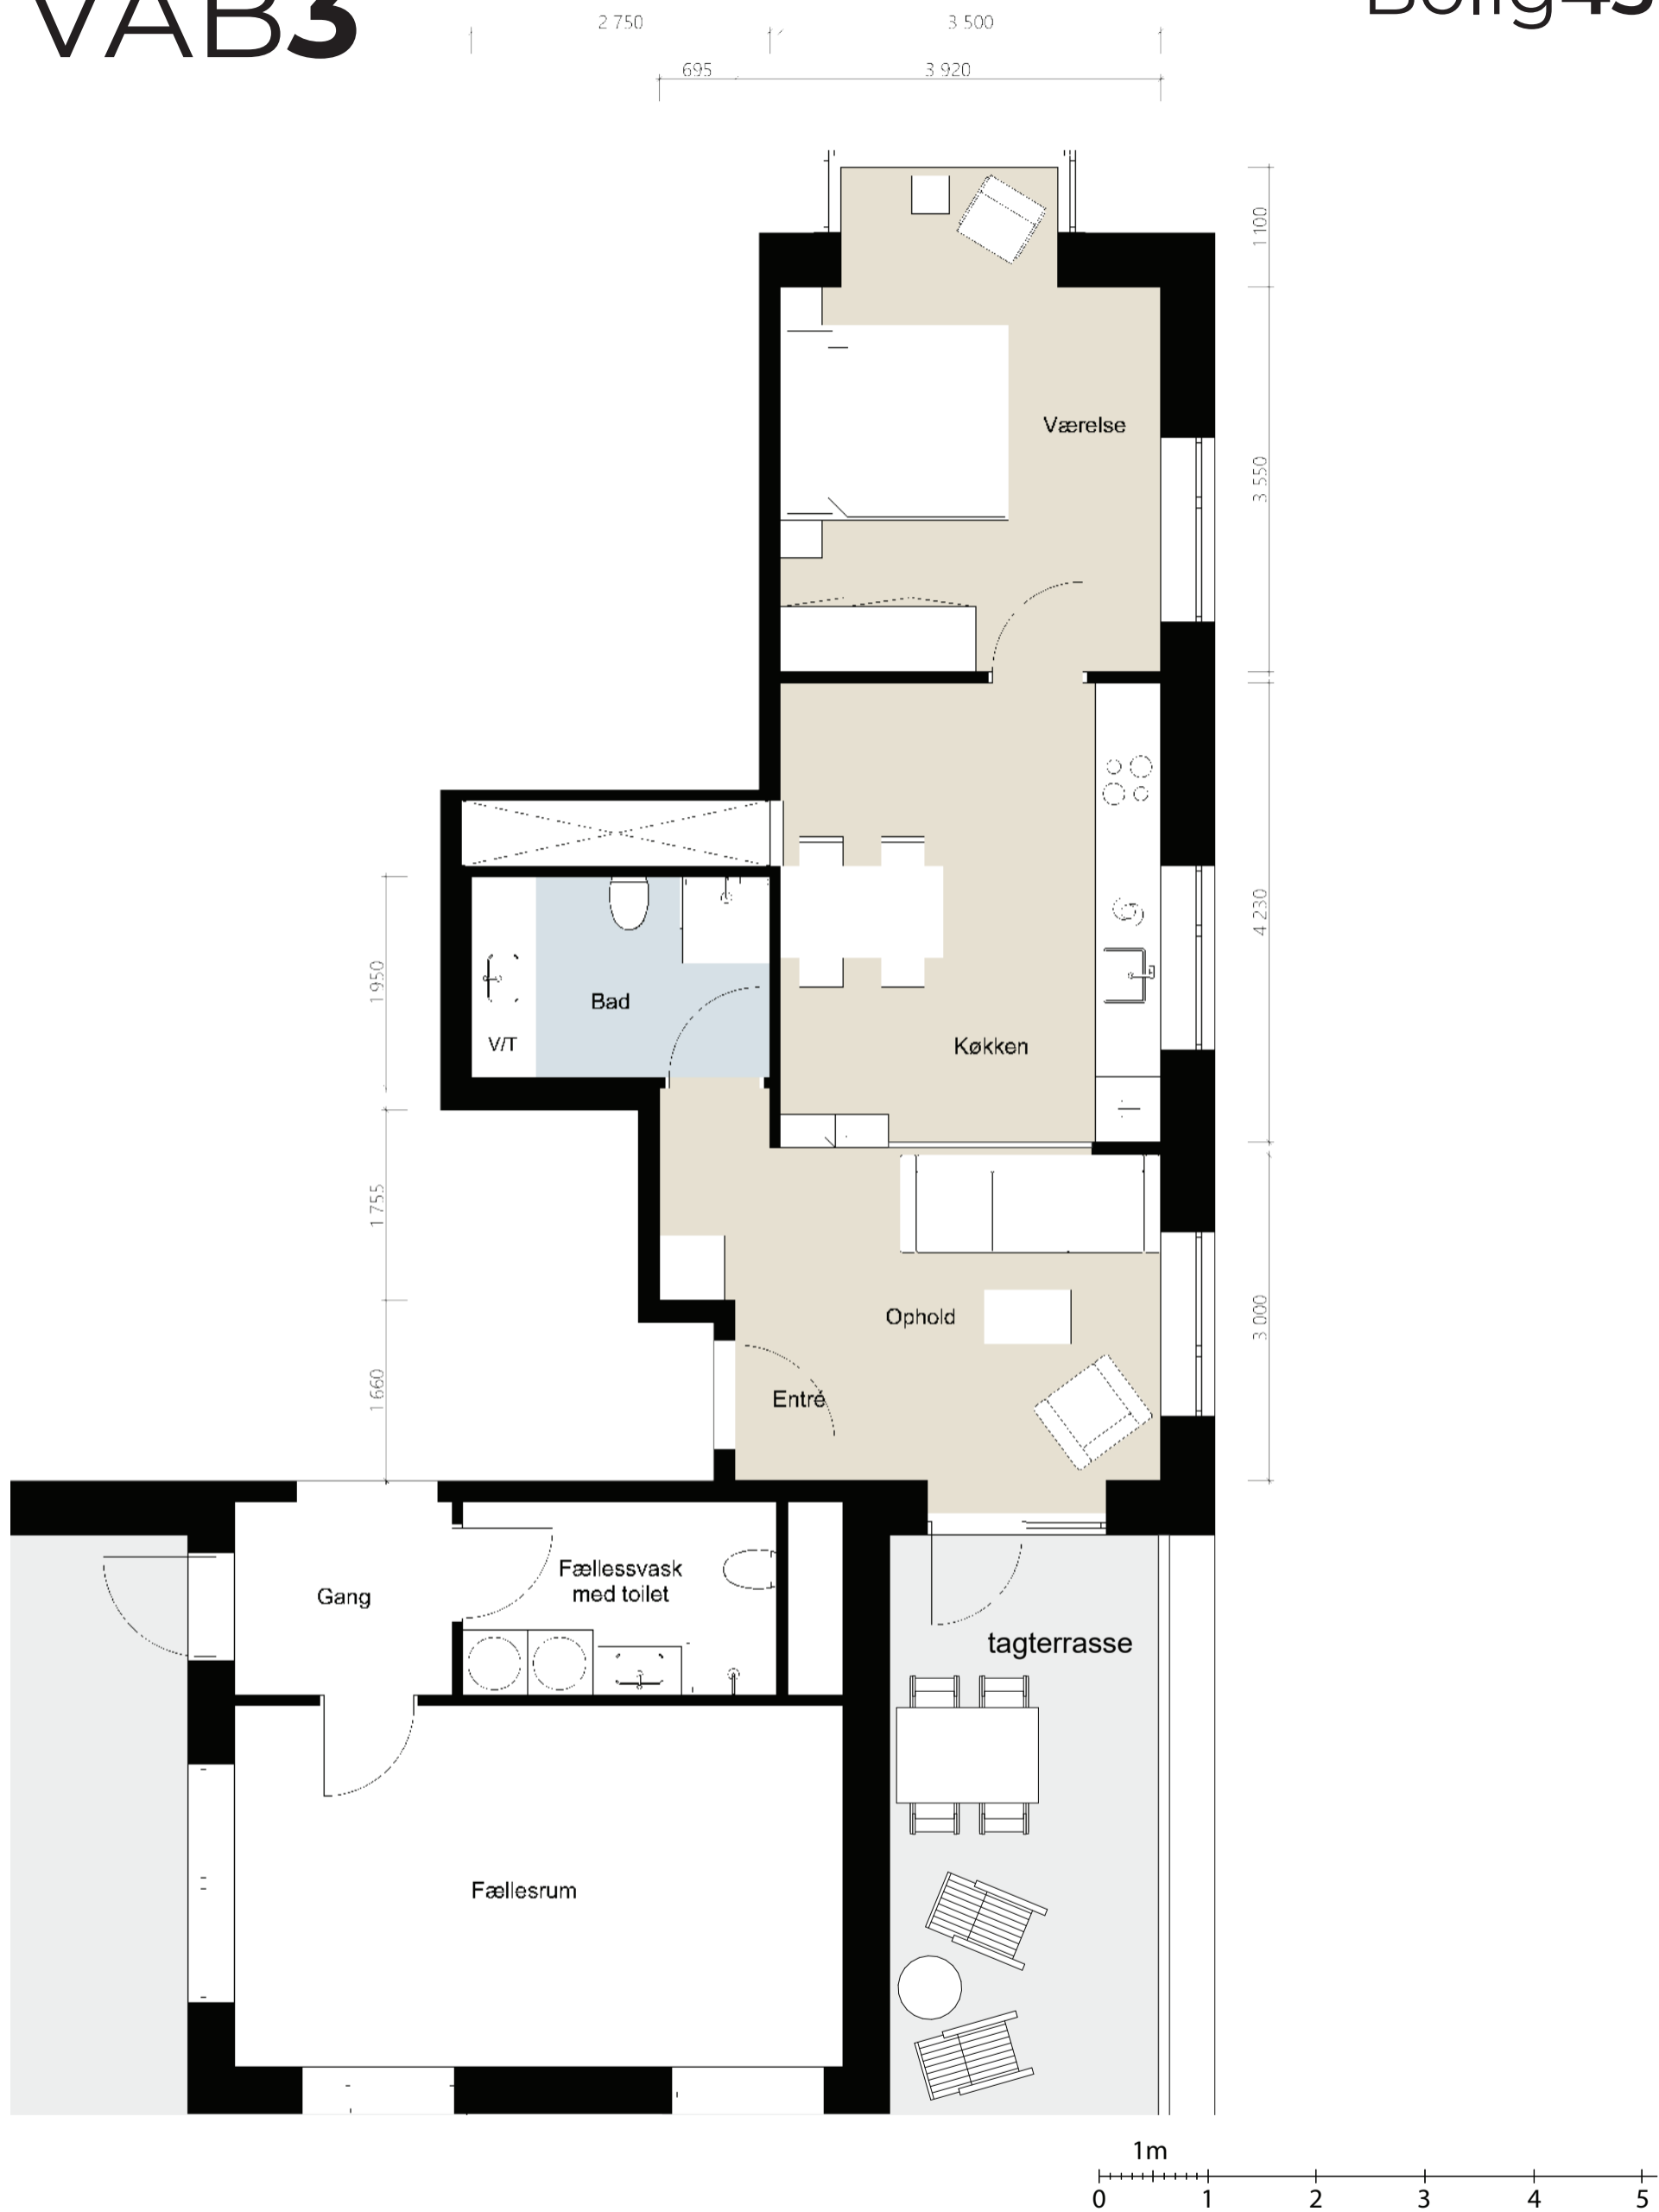 VAB3
Bolig43
2 750
3 500
695
3 920
1 100
Værelse
3 550
4 230
1 950
Bad
V/T
Køkken
1 755
Ophold
3 000
1 660
Entré
Fællessvask
med toilet
Gang
tagterrasse
Fællesrum
1m
0 1 2 3 4 5